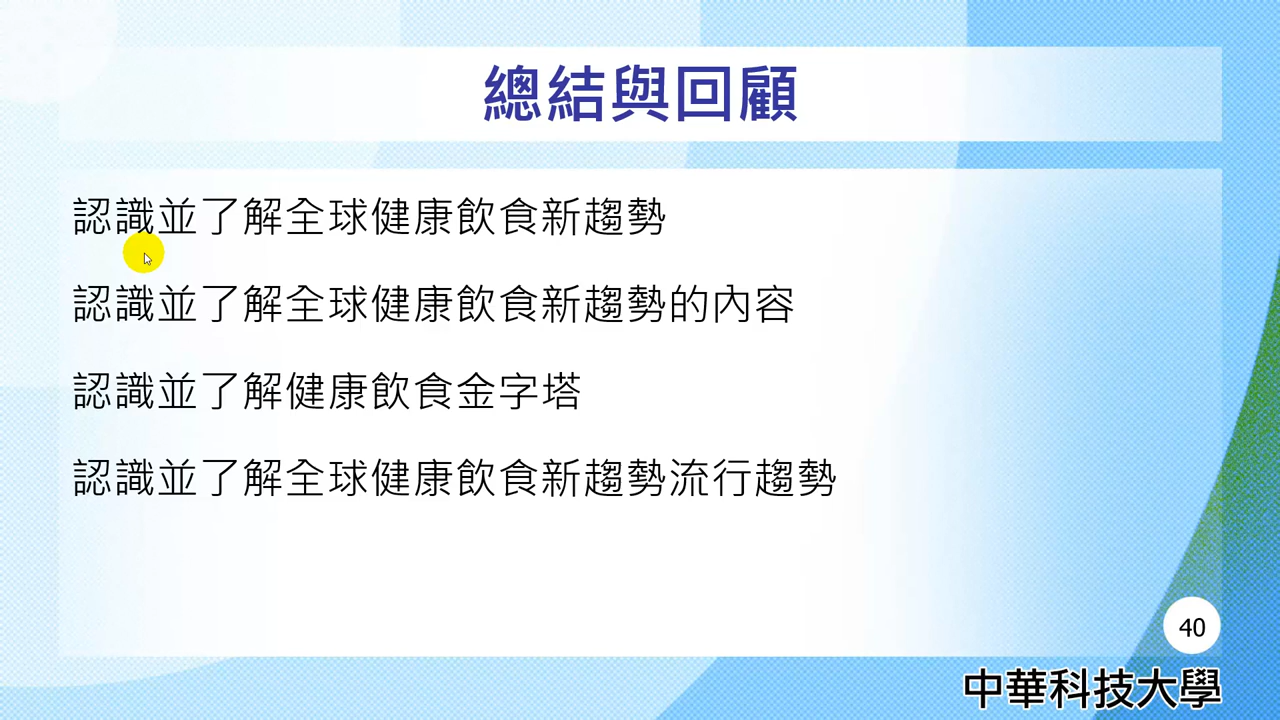 總結與回顧
認識並了解全球健康飲食新趨勢
認識並了解全球健康飲食新趨勢的內容
認識並了解健康飲食金字塔
認識並了解全球健康飲食新趨勢流行趨勢
40
中華科技大學